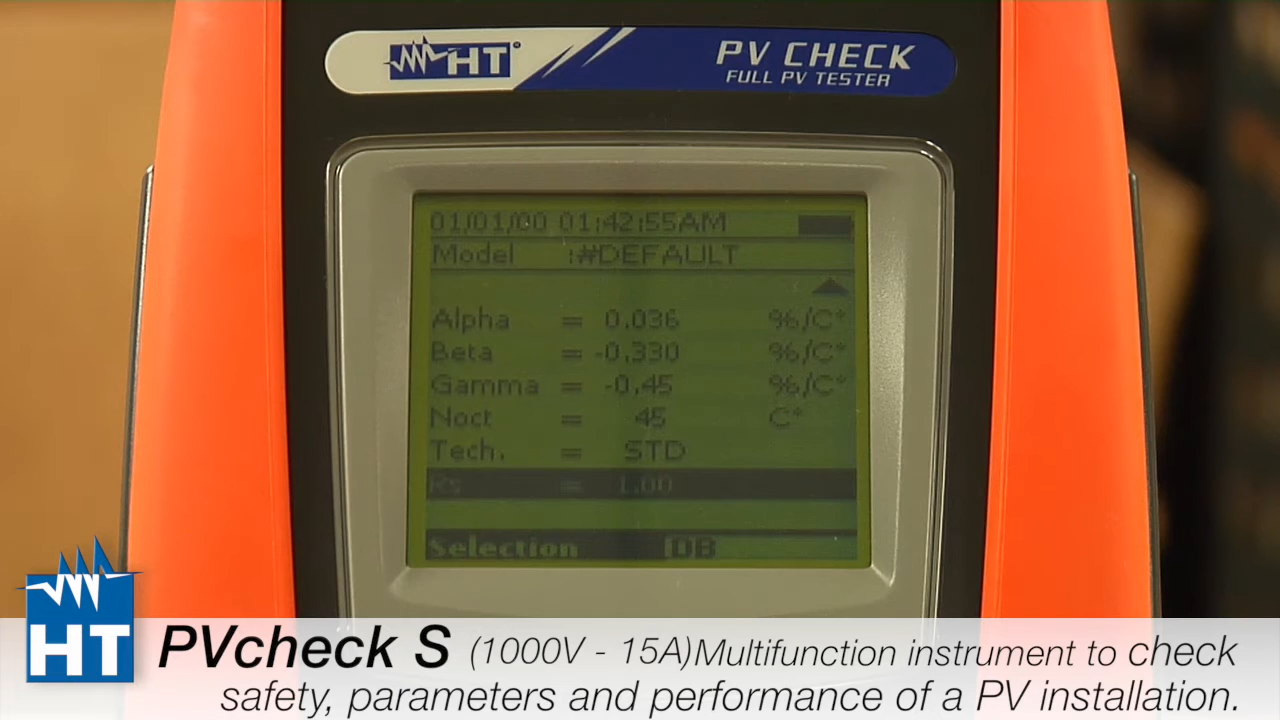 HT
PV CHECK
FULL PV TESTER
01/01/00 01:42:55AM
Model :#DEFAULT
Alpha = 0.036 %/C°
Beta = -0.330 %/C°
Gamma = -0.45 %/C°
Noct = 45 C°
Tech. = STD
Rs = 1.00
Selection DB
HT
PVcheck S (1000V - 15A)Multifunction instrument to check
safety, parameters and performance of a PV installation.